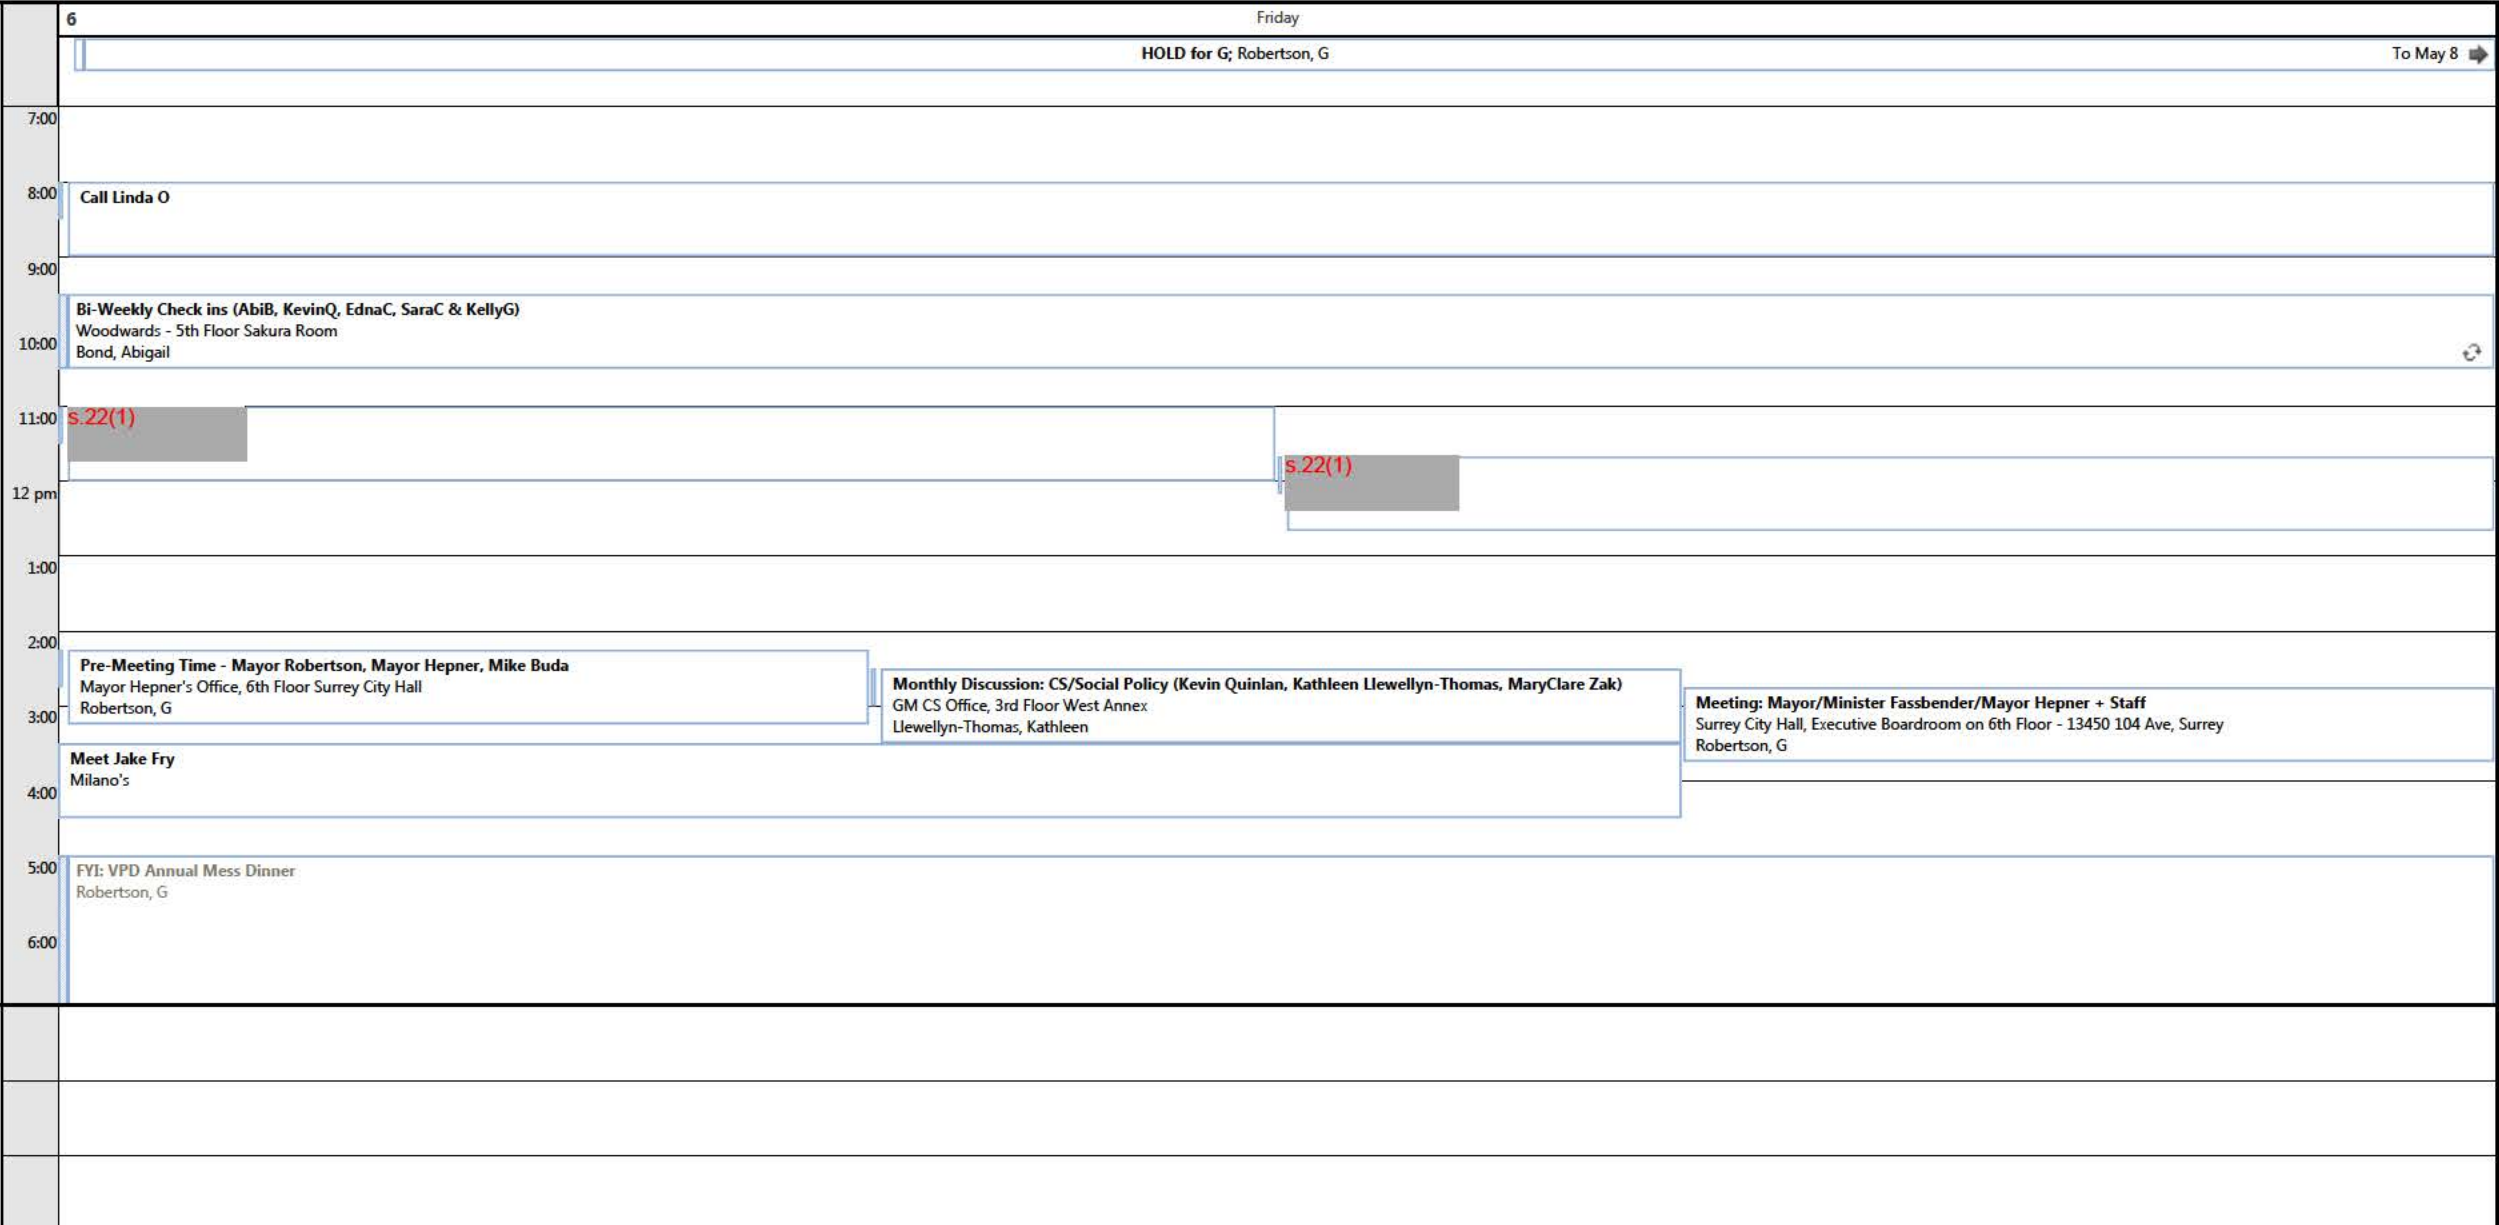 6
Friday
HOLD for G; Robertson, G
To May 8
7:00
8:00
Call Linda O
9:00
Bi-Weekly Check ins (AbiB, KevinQ, EdnaC, SaraC & KellyG)
Woodwards - 5th Floor Sakura Room
Bond, Abigail
10:00
11:00
s.22(1)
s.22(1)
12 pm
1:00
2:00
Pre-Meeting Time - Mayor Robertson, Mayor Hepner, Mike Buda
Mayor Hepner's Office, 6th Floor Surrey City Hall
Robertson, G
Monthly Discussion: CS/Social Policy (Kevin Quinlan, Kathleen Llewellyn-Thomas, MaryClare Zak)
GM CS Office, 3rd Floor West Annex
Llewellyn-Thomas, Kathleen
Meeting: Mayor/Minister Fassbender/Mayor Hepner + Staff
Surrey City Hall, Executive Boardroom on 6th Floor - 13450 104 Ave, Surrey
Robertson, G
3:00
Meet Jake Fry
Milano's
4:00
5:00
FYI: VPD Annual Mess Dinner
Robertson, G
6:00